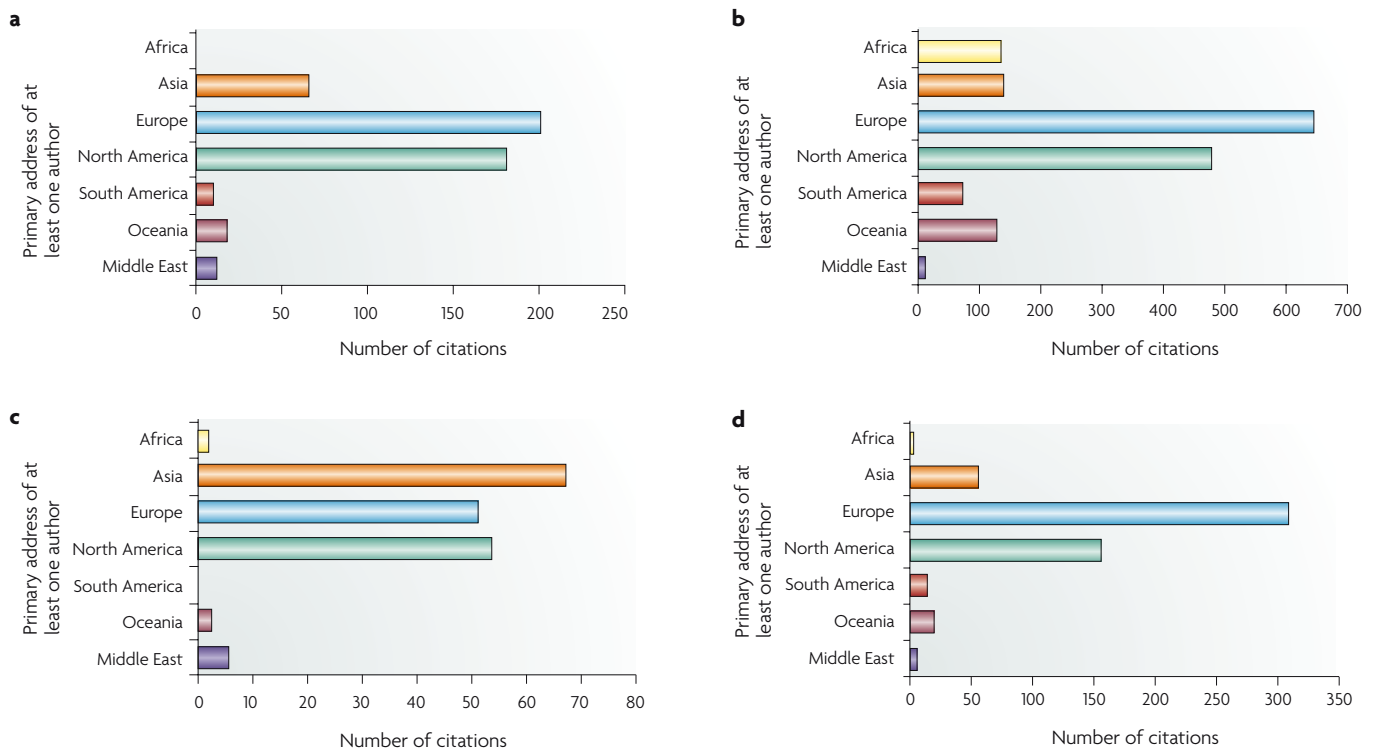 a
Primary address of at
least one author
Africa
Asia
Europe
North America
South America
Oceania
Middle East
0 50 100 150 200 250
Number of citations
b
Primary address of at
least one author
Africa
Asia
Europe
North America
South America
Oceania
Middle East
0 100 200 300 400 500 600 700
Number of citations
c
Primary address of at
least one author
Africa
Asia
Europe
North America
South America
Oceania
Middle East
0 10 20 30 40 50 60 70 80
Number of citations
d
Primary address of at
least one author
Africa
Asia
Europe
North America
South America
Oceania
Middle East
0 50 100 150 200 250 300 350
Number of citations